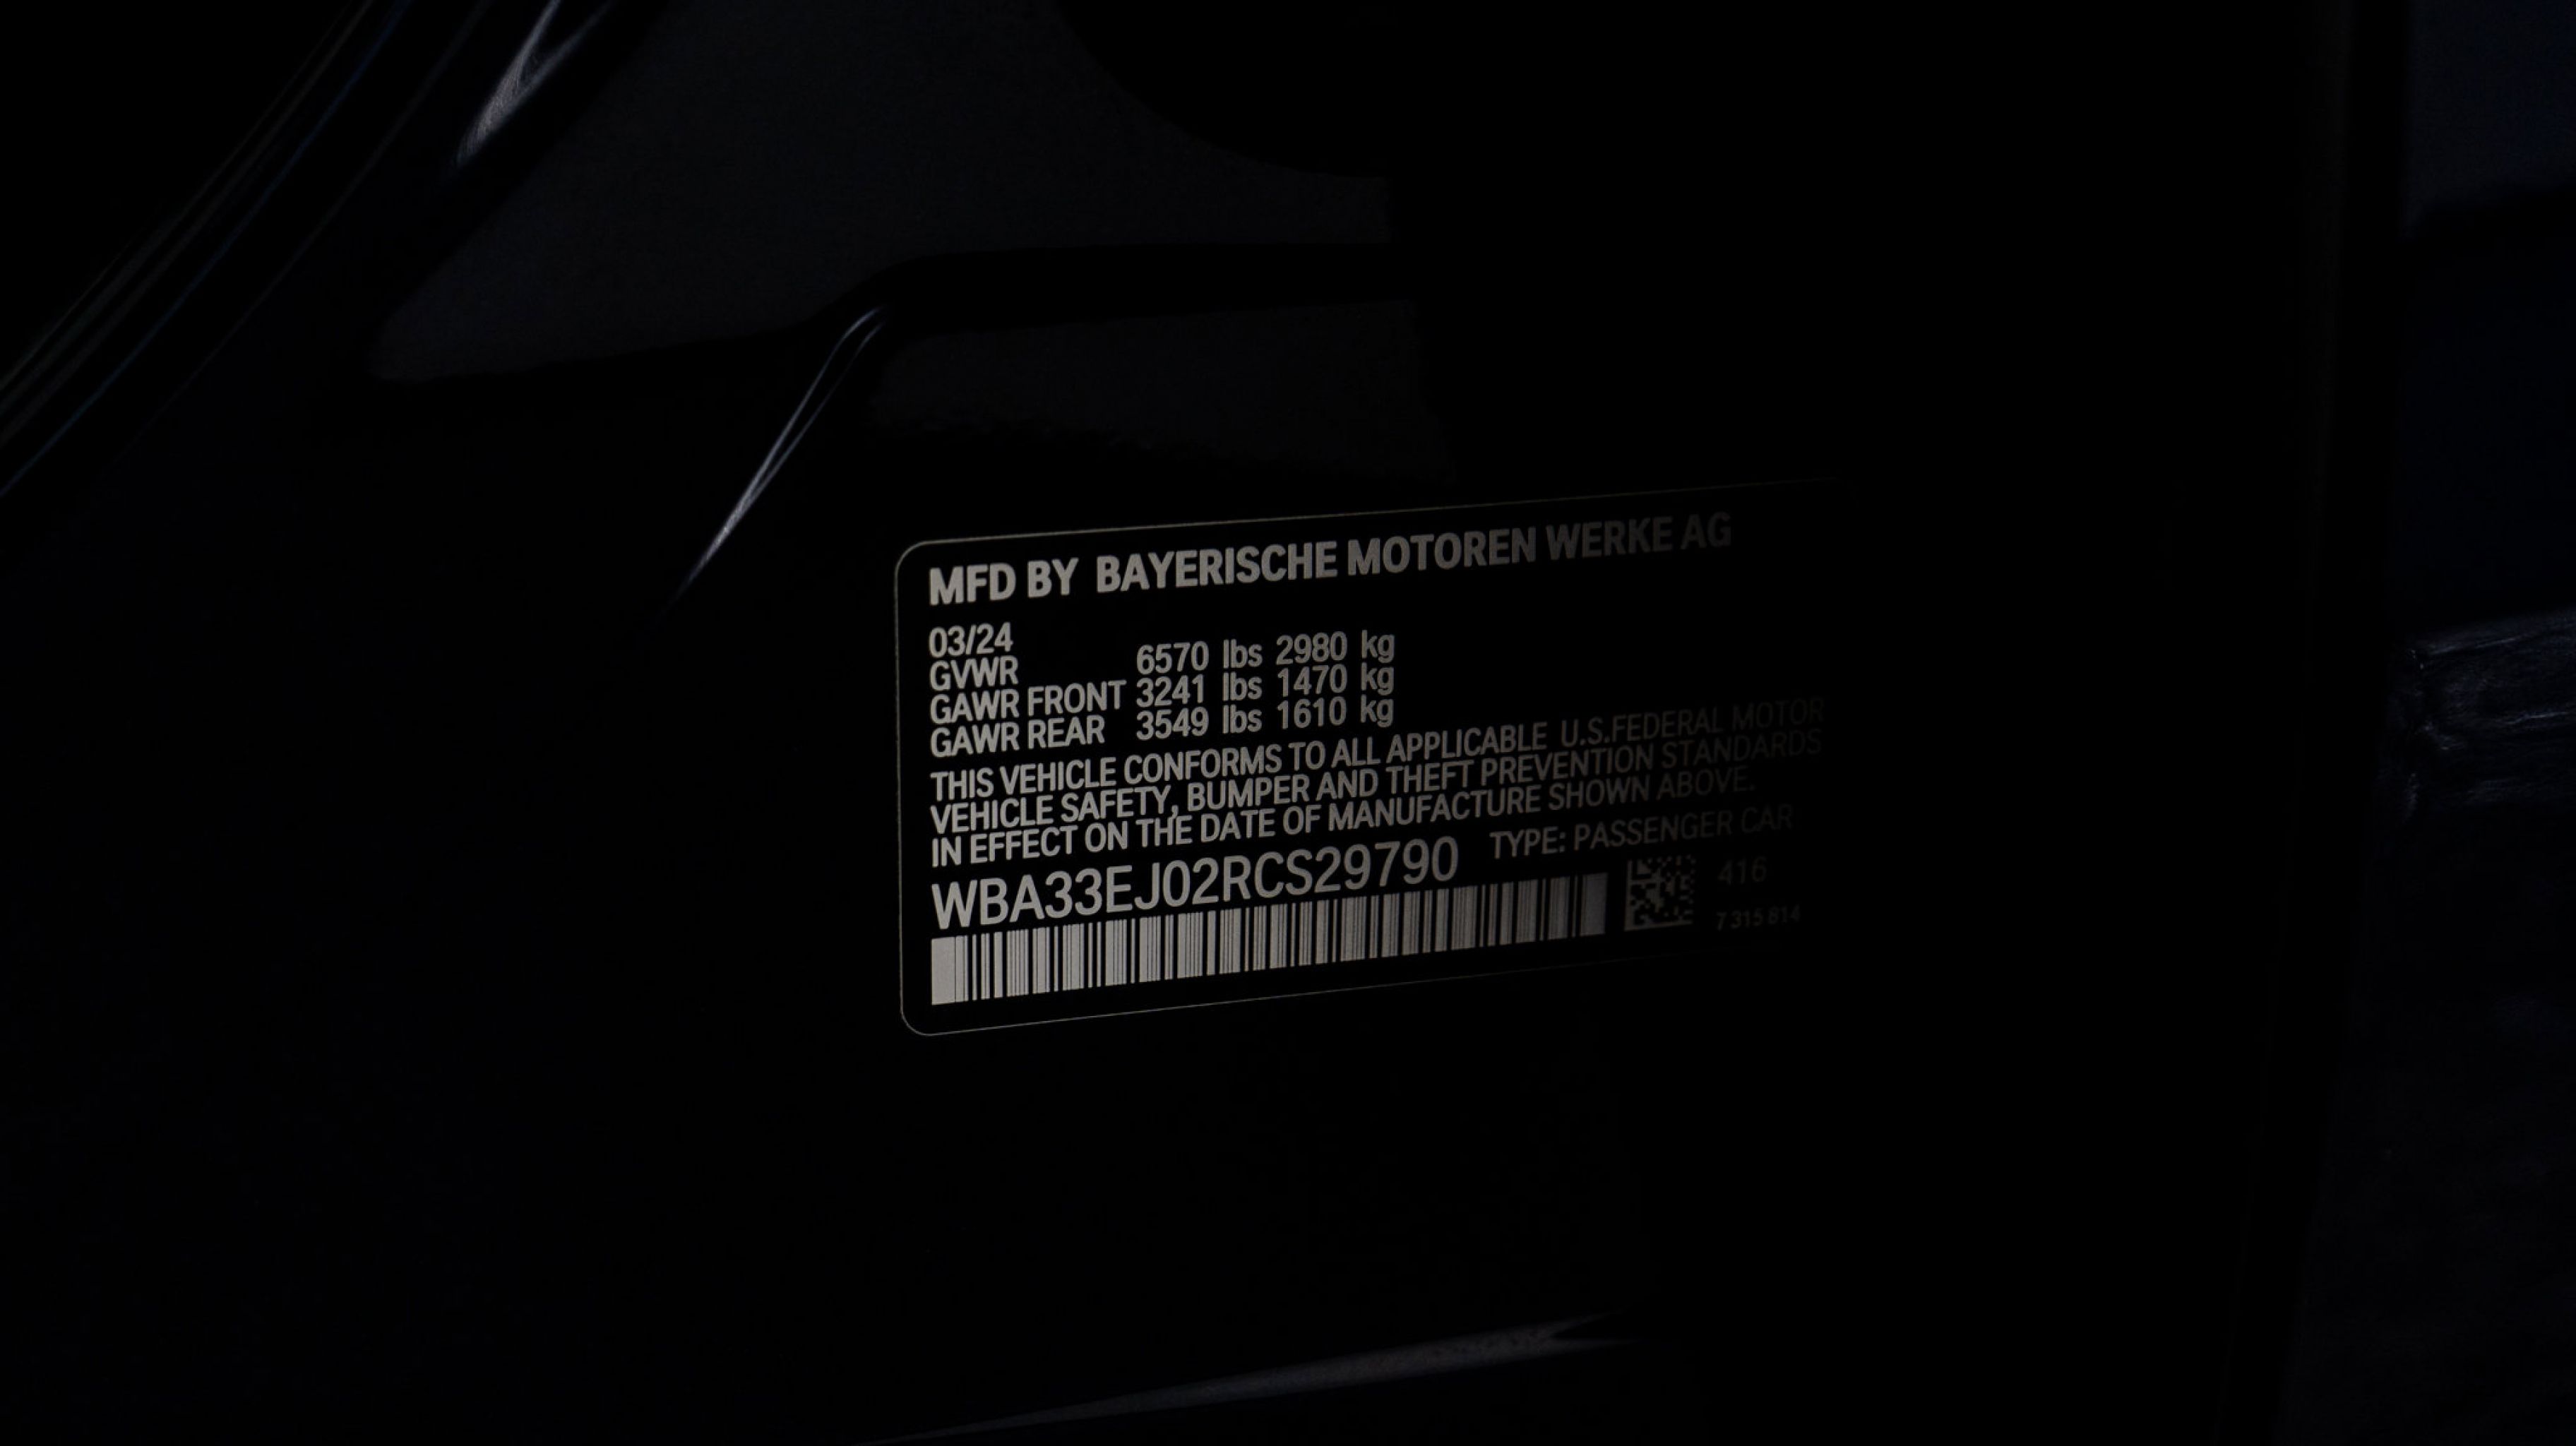 MFD BY BAYERISCHE MOTOREN WERKE AG
03/24
GVWR 6570 lbs 2980 kg
GAWR FRONT 3241 lbs 1470 kg
GAWR REAR 3549 lbs 1610 kg
THIS VEHICLE CONFORMS TO ALL APPLICABLE U.S.FEDERAL MOTOR
VEHICLE SAFETY, BUMPER AND THEFT PREVENTION STANDARDS
IN EFFECT ON THE DATE OF MANUFACTURE SHOWN ABOVE.
WBA33EJ02RCS29790 TYPE: PASSENGER CAR
416
7 315 814